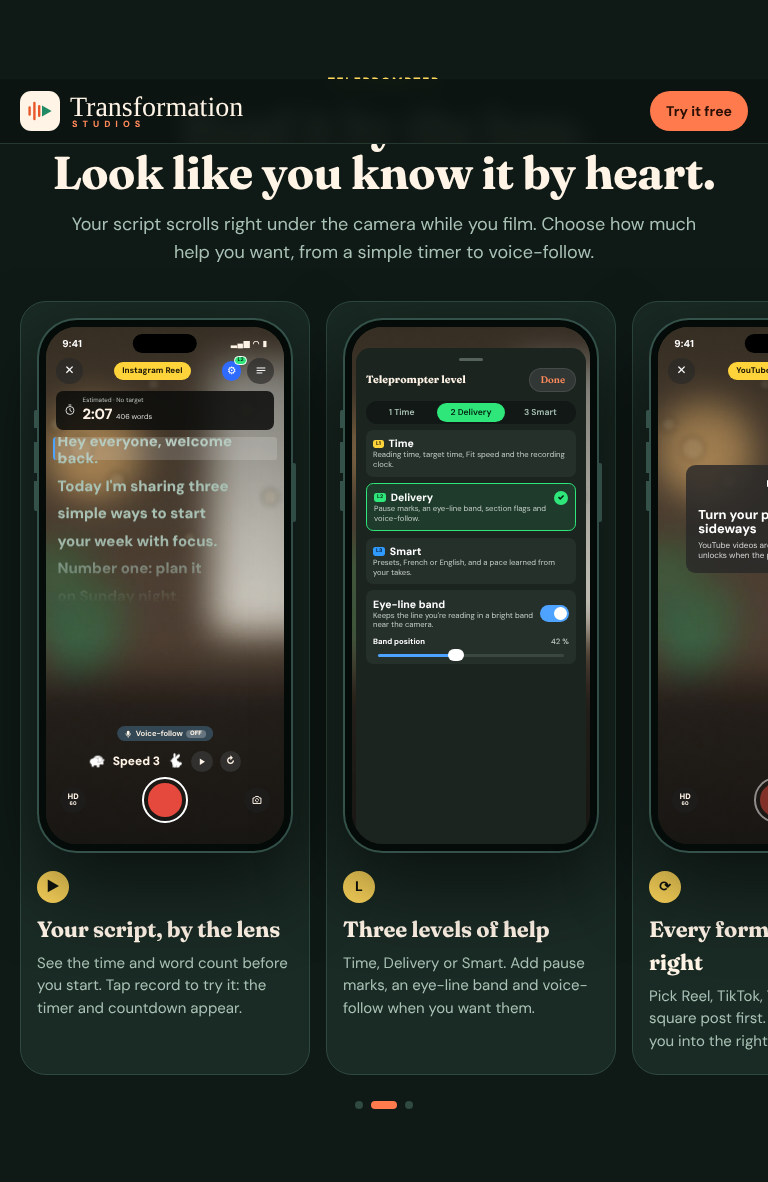 TELEPROMPTER
Transformation
STUDIOS
Try it free
Look like you know it by heart.
Your script scrolls right under the camera while you film. Choose how much
help you want, from a simple timer to voice-follow.
9:41
Instagram Reel
L2
Estimated · No target
2:07 406 words
Hey everyone, welcome
back.
Today I'm sharing three
simple ways to start
your week with focus.
Number one: plan it
on Sunday night.
Voice-follow OFF
Speed 3
HD
60
Your script, by the lens
See the time and word count before
you start. Tap record to try it: the
timer and countdown appear.
Teleprompter level
Done
1 Time
2 Delivery
3 Smart
L1 Time
Reading time, target time, Fit speed and the recording
clock.
L2 Delivery
Pause marks, an eye-line band, section flags and
voice-follow.
L3 Smart
Presets, French or English, and a pace learned from
your takes.
Eye-line band
Keeps the line you're reading in a bright band
near the camera.
Band position
42 %
L
Three levels of help
Time, Delivery or Smart. Add pause
marks, an eye-line band and voice-
follow when you want them.
9:41
YouTube
Turn your p
sideways
YouTube videos ar
unlocks when the
HD
60
Every form
right
Pick Reel, TikTok,
square post first.
you into the right